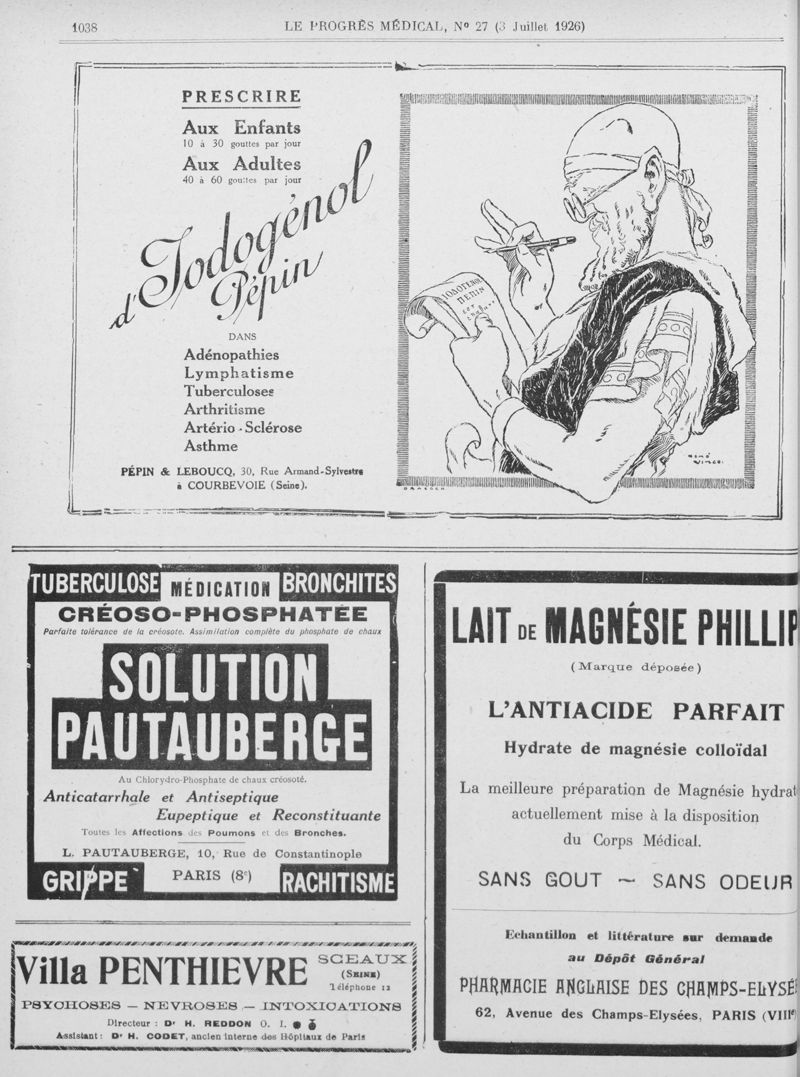 1038
LE PROGRÈS MÉDICAL, Nº 27 (3 Juillet 1926)
PRESCRIRE
Aux Enfants
10 à 30 gouttes par jour
Aux Adultes
40 à 60 gouttes par jour
d'Iodogénol
Pépin
DANS
Adénopathies
Lymphatisme
Tuberculoses
Arthritisme
Artério-Sclérose
Asthme
PÉPIN & LEBOUCQ, 30, Rue Armand-Sylvestre
à COURBEVOIE (Seine).
IODOGENOL
PEPIN
EST
René
Vincent
DRAEGER
TUBERCULOSE MÉDICATION BRONCHITES
CRÉOSO-PHOSPHATÉE
Parfaite tolérance de la créosote. Assimilation complète du phosphate de chaux
SOLUTION
PAUTAUBERGE
Au Chlorydro-Phosphate de chaux créosoté.
Anticatarrhale et Antiseptique
Eupeptique et Reconstituante
Toutes les Affections des Poumons et des Bronches.
L. PAUTAUBERGE, 10, Rue de Constantinople
GRIPPE PARIS (8e) RACHITISME
Villa PENTHIEVRE SCEAUX
(SEINE)
Téléphone 12
PSYCHOSES — NEVROSES — INTOXICATIONS
Directeur : Dr H. REDDON O. I.
Assistant : Dr H. CODET, ancien interne des Hôpitaux de Paris
LAIT DE MAGNÉSIE PHILLIP
(Marque déposée)
L'ANTIACIDE PARFAIT
Hydrate de magnésie colloïdal
La meilleure préparation de Magnésie hydrat
actuellement mise à la disposition
du Corps Médical.
SANS GOUT ~ SANS ODEUR
Echantillon et littérature sur demande
au Dépôt Général
PHARMACIE ANGLAISE DES CHAMPS-ELYSÉE
62, Avenue des Champs-Elysées, PARIS (VIIIe)